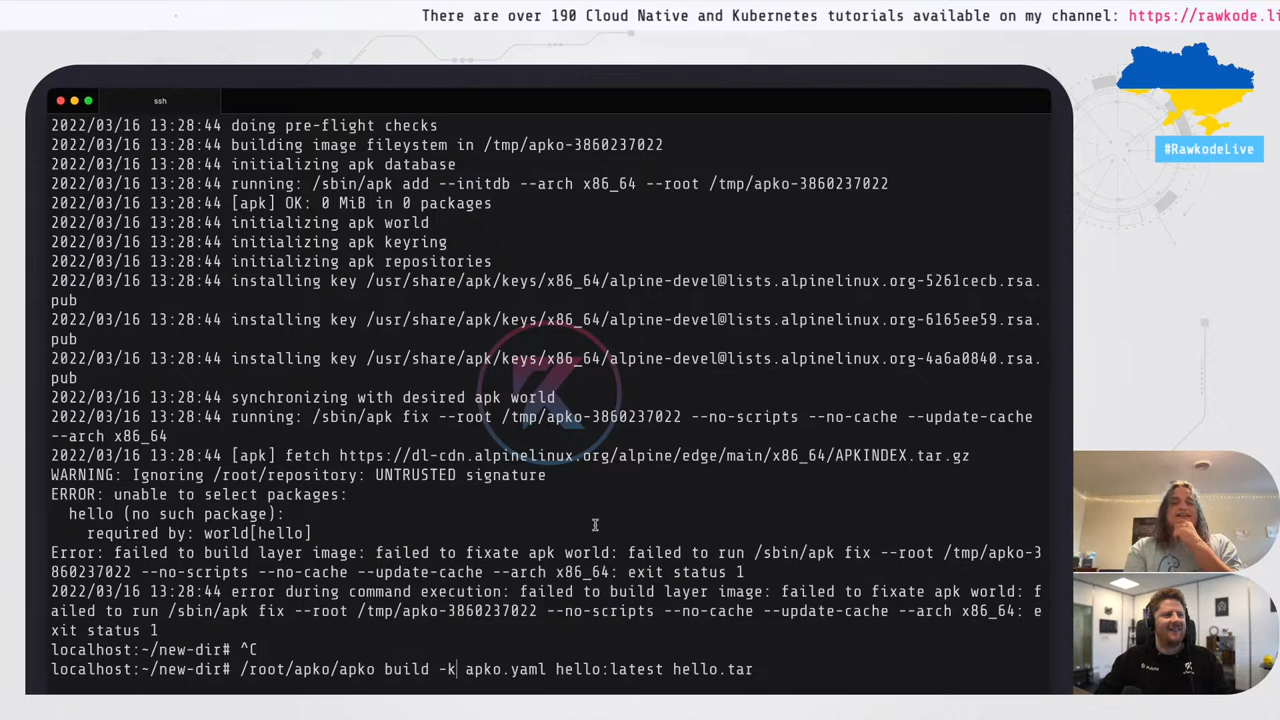 There are over 190 Cloud Native and Kubernetes tutorials available on my channel: https://rawkode.li
ssh
#RawkodeLive
2022/03/16 13:28:44 doing pre-flight checks
2022/03/16 13:28:44 building image fileystem in /tmp/apko-3860237022
2022/03/16 13:28:44 initializing apk database
2022/03/16 13:28:44 running: /sbin/apk add --initdb --arch x86_64 --root /tmp/apko-3860237022
2022/03/16 13:28:44 [apk] OK: 0 MiB in 0 packages
2022/03/16 13:28:44 initializing apk world
2022/03/16 13:28:44 initializing apk keyring
2022/03/16 13:28:44 initializing apk repositories
2022/03/16 13:28:44 installing key /usr/share/apk/keys/x86_64/alpine-devel@lists.alpinelinux.org-5261cecb.rsa.
pub
2022/03/16 13:28:44 installing key /usr/share/apk/keys/x86_64/alpine-devel@lists.alpinelinux.org-6165ee59.rsa.
pub
2022/03/16 13:28:44 installing key /usr/share/apk/keys/x86_64/alpine-devel@lists.alpinelinux.org-4a6a0840.rsa.
pub
2022/03/16 13:28:44 synchronizing with desired apk world
2022/03/16 13:28:44 running: /sbin/apk fix --root /tmp/apko-3860237022 --no-scripts --no-cache --update-cache
--arch x86_64
2022/03/16 13:28:44 [apk] fetch https://dl-cdn.alpinelinux.org/alpine/edge/main/x86_64/APKINDEX.tar.gz
WARNING: Ignoring /root/repository: UNTRUSTED signature
ERROR: unable to select packages:
hello (no such package):
required by: world[hello]
Error: failed to build layer image: failed to fixate apk world: failed to run /sbin/apk fix --root /tmp/apko-3
860237022 --no-scripts --no-cache --update-cache --arch x86_64: exit status 1
2022/03/16 13:28:44 error during command execution: failed to build layer image: failed to fixate apk world: f
ailed to run /sbin/apk fix --root /tmp/apko-3860237022 --no-scripts --no-cache --update-cache --arch x86_64: e
xit status 1
localhost:~/new-dir# ^C
localhost:~/new-dir# /root/apko/apko build -k apko.yaml hello:latest hello.tar